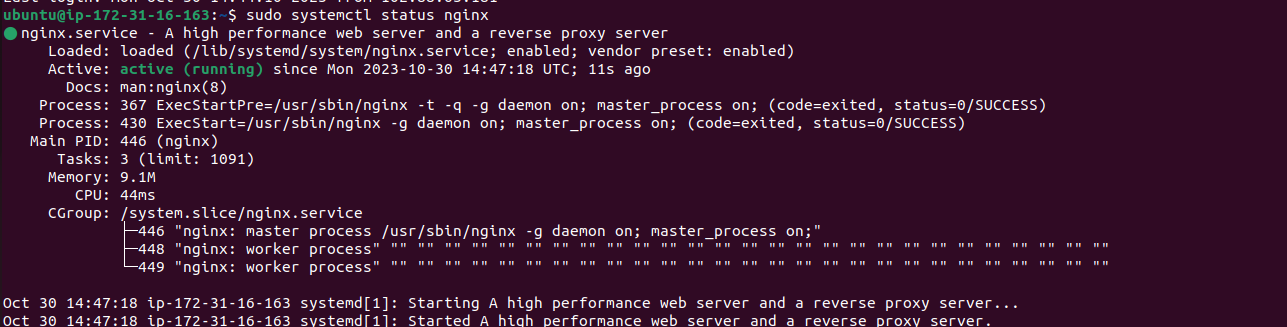 ubuntu@ip-172-31-16-163:~$ sudo systemctl status nginx
● nginx.service - A high performance web server and a reverse proxy server
Loaded: loaded (/lib/systemd/system/nginx.service; enabled; vendor preset: enabled)
Active: active (running) since Mon 2023-10-30 14:47:18 UTC; 11s ago
Docs: man:nginx(8)
Process: 367 ExecStartPre=/usr/sbin/nginx -t -q -g daemon on; master_process on; (code=exited, status=0/SUCCESS)
Process: 430 ExecStart=/usr/sbin/nginx -g daemon on; master_process on; (code=exited, status=0/SUCCESS)
Main PID: 446 (nginx)
Tasks: 3 (limit: 1091)
Memory: 9.1M
CPU: 44ms
CGroup: /system.slice/nginx.service
├─446 "nginx: master process /usr/sbin/nginx -g daemon on; master_process on;"
├─448 "nginx: worker process" "" "" "" "" "" "" "" "" "" "" "" "" "" "" "" "" "" "" "" "" "" "" "" "" "" "" ""
└─449 "nginx: worker process" "" "" "" "" "" "" "" "" "" "" "" "" "" "" "" "" "" "" "" "" "" "" "" "" "" "" ""
Oct 30 14:47:18 ip-172-31-16-163 systemd[1]: Starting A high performance web server and a reverse proxy server...
Oct 30 14:47:18 ip-172-31-16-163 systemd[1]: Started A high performance web server and a reverse proxy server.